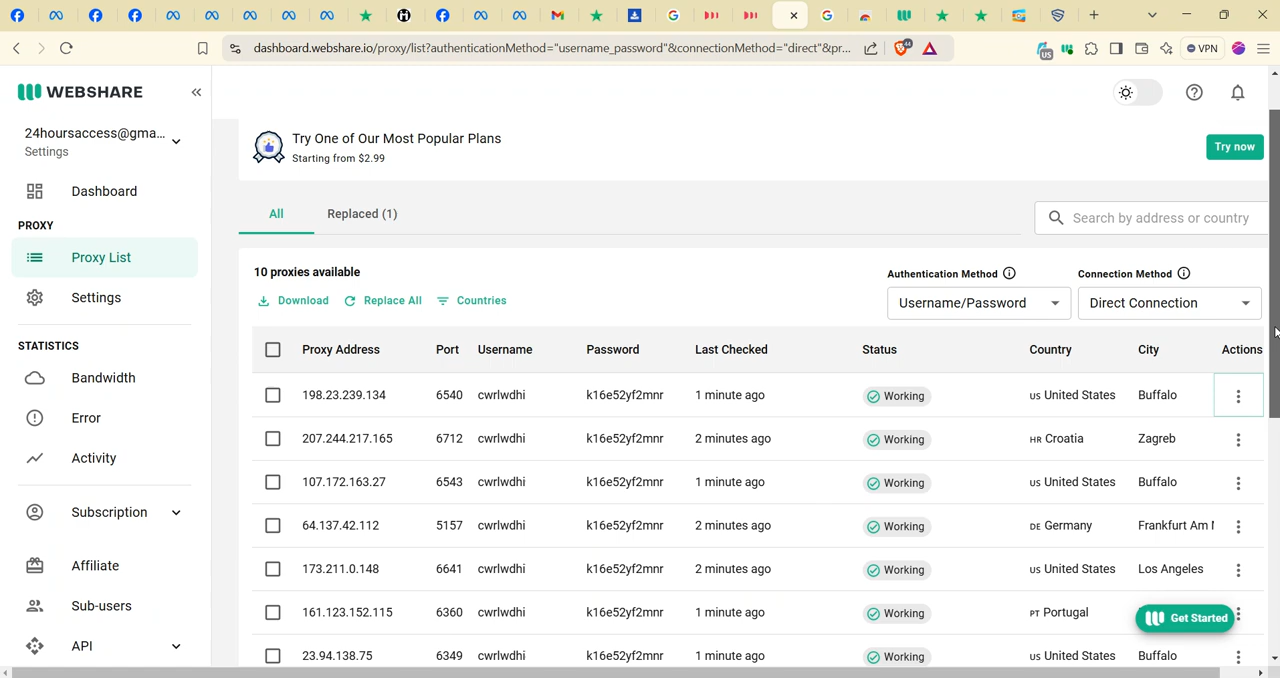 dashboard.webshare.io/proxy/list?authenticationMethod="username_password"&connectionMethod="direct"&pr...
44
US
VPN
WEBSHARE
24hoursaccess@gma...
Settings
Dashboard
PROXY
Proxy List
Settings
STATISTICS
Bandwidth
Error
Activity
Subscription
Affiliate
Sub-users
API
Try One of Our Most Popular Plans
Starting from $2.99
Try now
All Replaced (1)
Search by address or country
10 proxies available
Download Replace All Countries
Authentication Method Connection Method
Username/Password Direct Connection
Proxy Address Port Username Password Last Checked Status Country City Actions
198.23.239.134 6540 cwrlwdhi k16e52yf2mnr 1 minute ago Working US United States Buffalo
207.244.217.165 6712 cwrlwdhi k16e52yf2mnr 2 minutes ago Working HR Croatia Zagreb
107.172.163.27 6543 cwrlwdhi k16e52yf2mnr 1 minute ago Working US United States Buffalo
64.137.42.112 5157 cwrlwdhi k16e52yf2mnr 2 minutes ago Working DE Germany Frankfurt Am
173.211.0.148 6641 cwrlwdhi k16e52yf2mnr 2 minutes ago Working US United States Los Angeles
161.123.152.115 6360 cwrlwdhi k16e52yf2mnr 1 minute ago Working PT Portugal
Get Started
23.94.138.75 6349 cwrlwdhi k16e52yf2mnr 1 minute ago Working US United States Buffalo